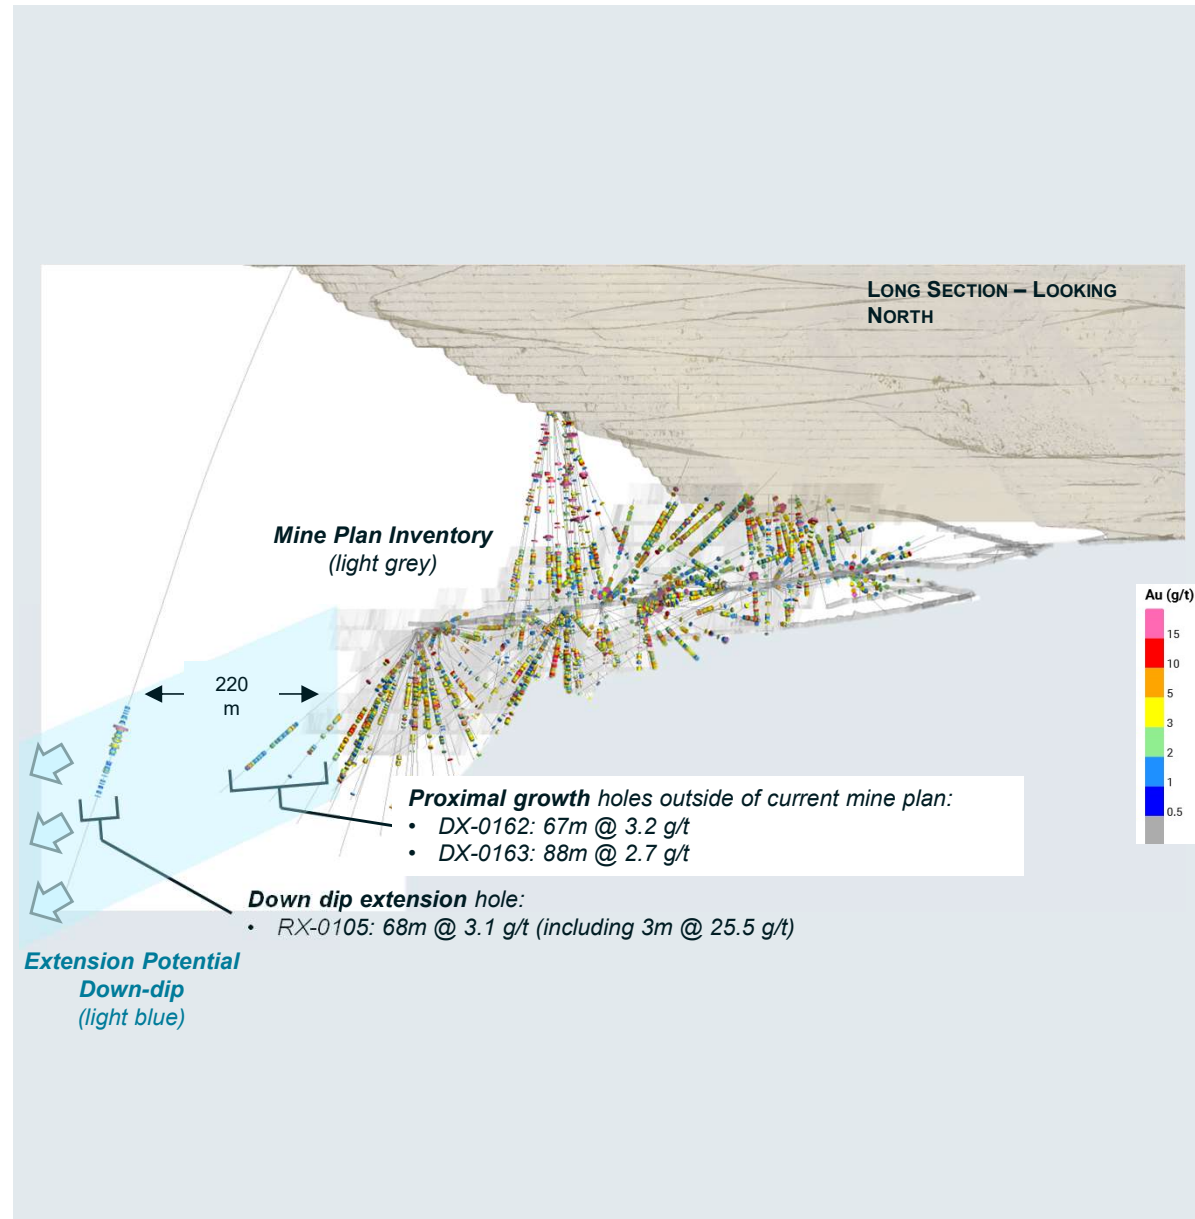 LONG SECTION – LOOKING
NORTH
Mine Plan Inventory
(light grey)
Au (g/t)
15
10
5
3
2
1
0.5
220
m
Proximal growth holes outside of current mine plan:
• DX-0162: 67m @ 3.2 g/t
• DX-0163: 88m @ 2.7 g/t
Down dip extension hole:
• RX-0105: 68m @ 3.1 g/t (including 3m @ 25.5 g/t)
Extension Potential
Down-dip
(light blue)